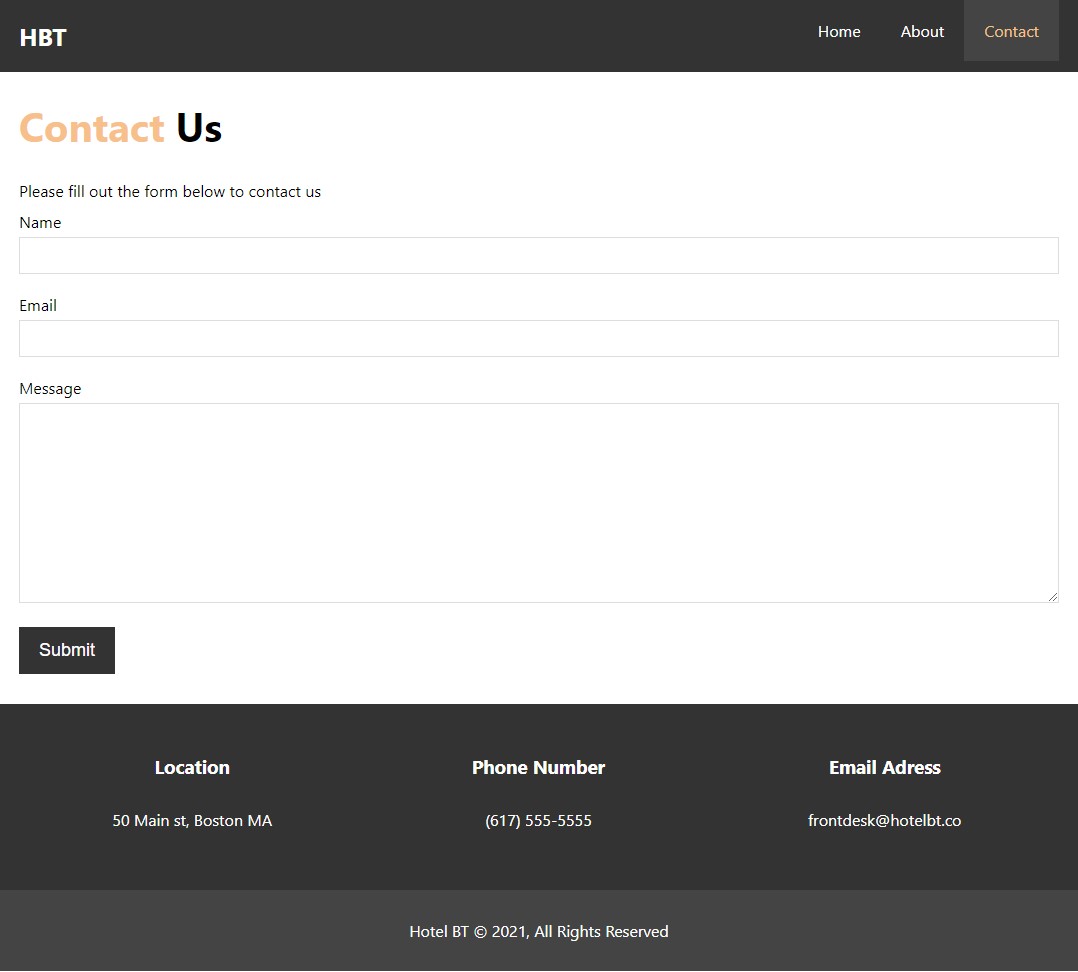 HBT
Home About Contact
Contact Us
Please fill out the form below to contact us
Name
Email
Message
Submit
Location Phone Number Email Adress
50 Main st, Boston MA (617) 555-5555 frontdesk@hotelbt.co
Hotel BT © 2021, All Rights Reserved